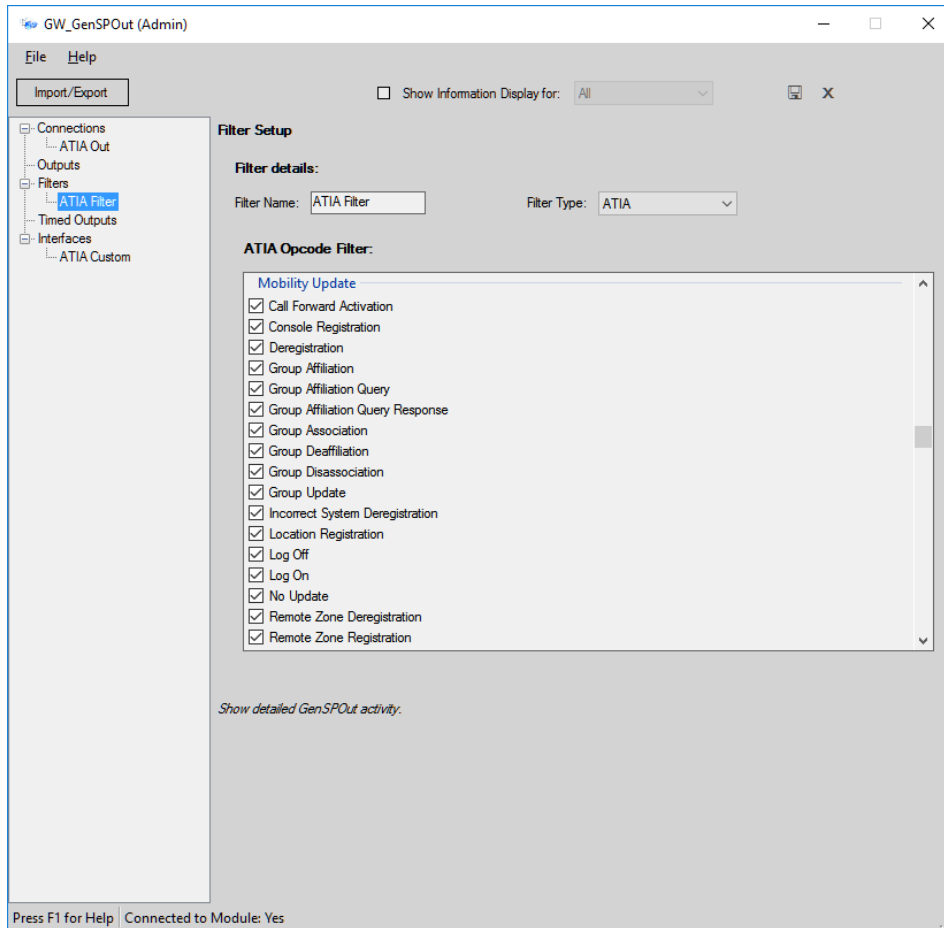 GW_GenSPOut (Admin)
File Help
Import/Export
Show Information Display for: All
X
Connections
ATIA Out
Outputs
Filters
ATIA Filter
Timed Outputs
Interfaces
ATIA Custom
Filter Setup
Filter details:
Filter Name: ATIA Filter Filter Type: ATIA
ATIA Opcode Filter:
Mobility Update
Call Forward Activation
Console Registration
Deregistration
Group Affiliation
Group Affiliation Query
Group Affiliation Query Response
Group Association
Group Deaffiliation
Group Disassociation
Group Update
Incorrect System Deregistration
Location Registration
Log Off
Log On
No Update
Remote Zone Deregistration
Remote Zone Registration
Show detailed GenSPOut activity.
Press F1 for Help Connected to Module: Yes